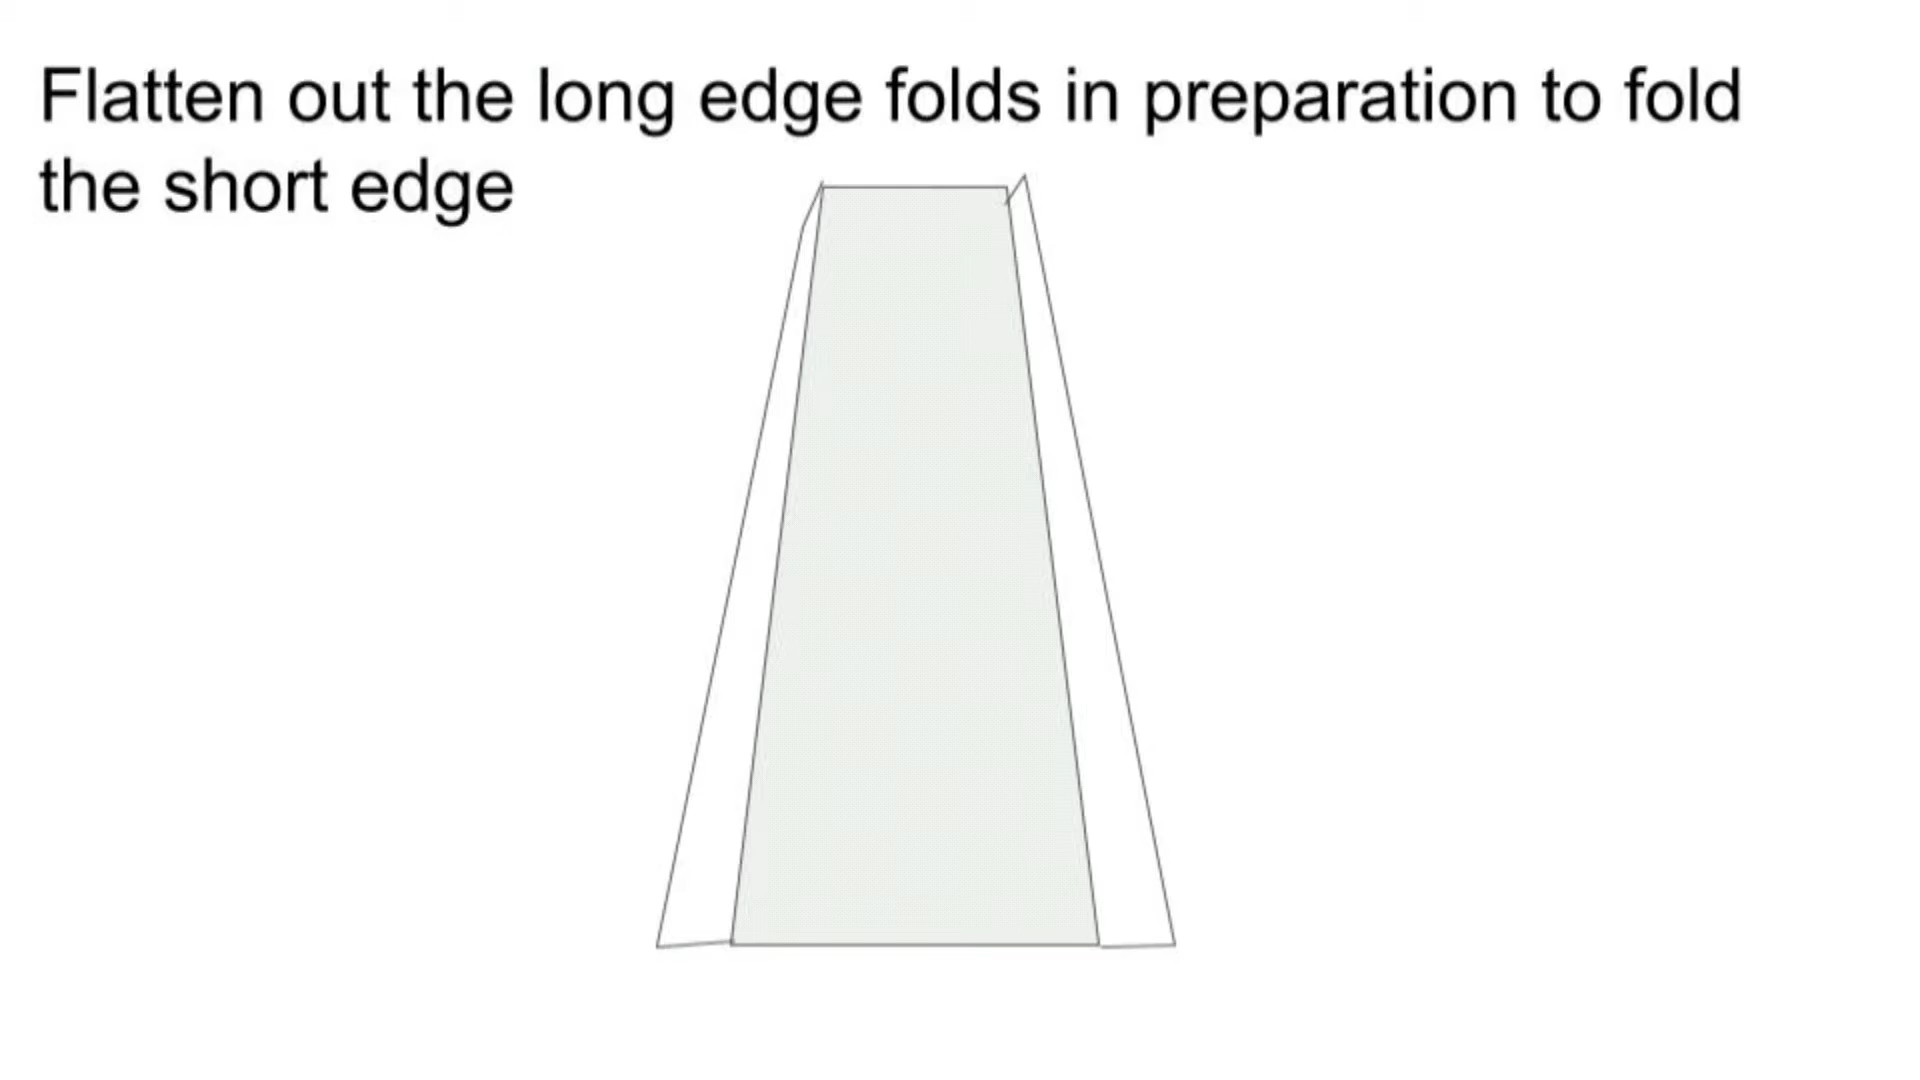 Flatten out the long edge folds in preparation to fold
the short edge